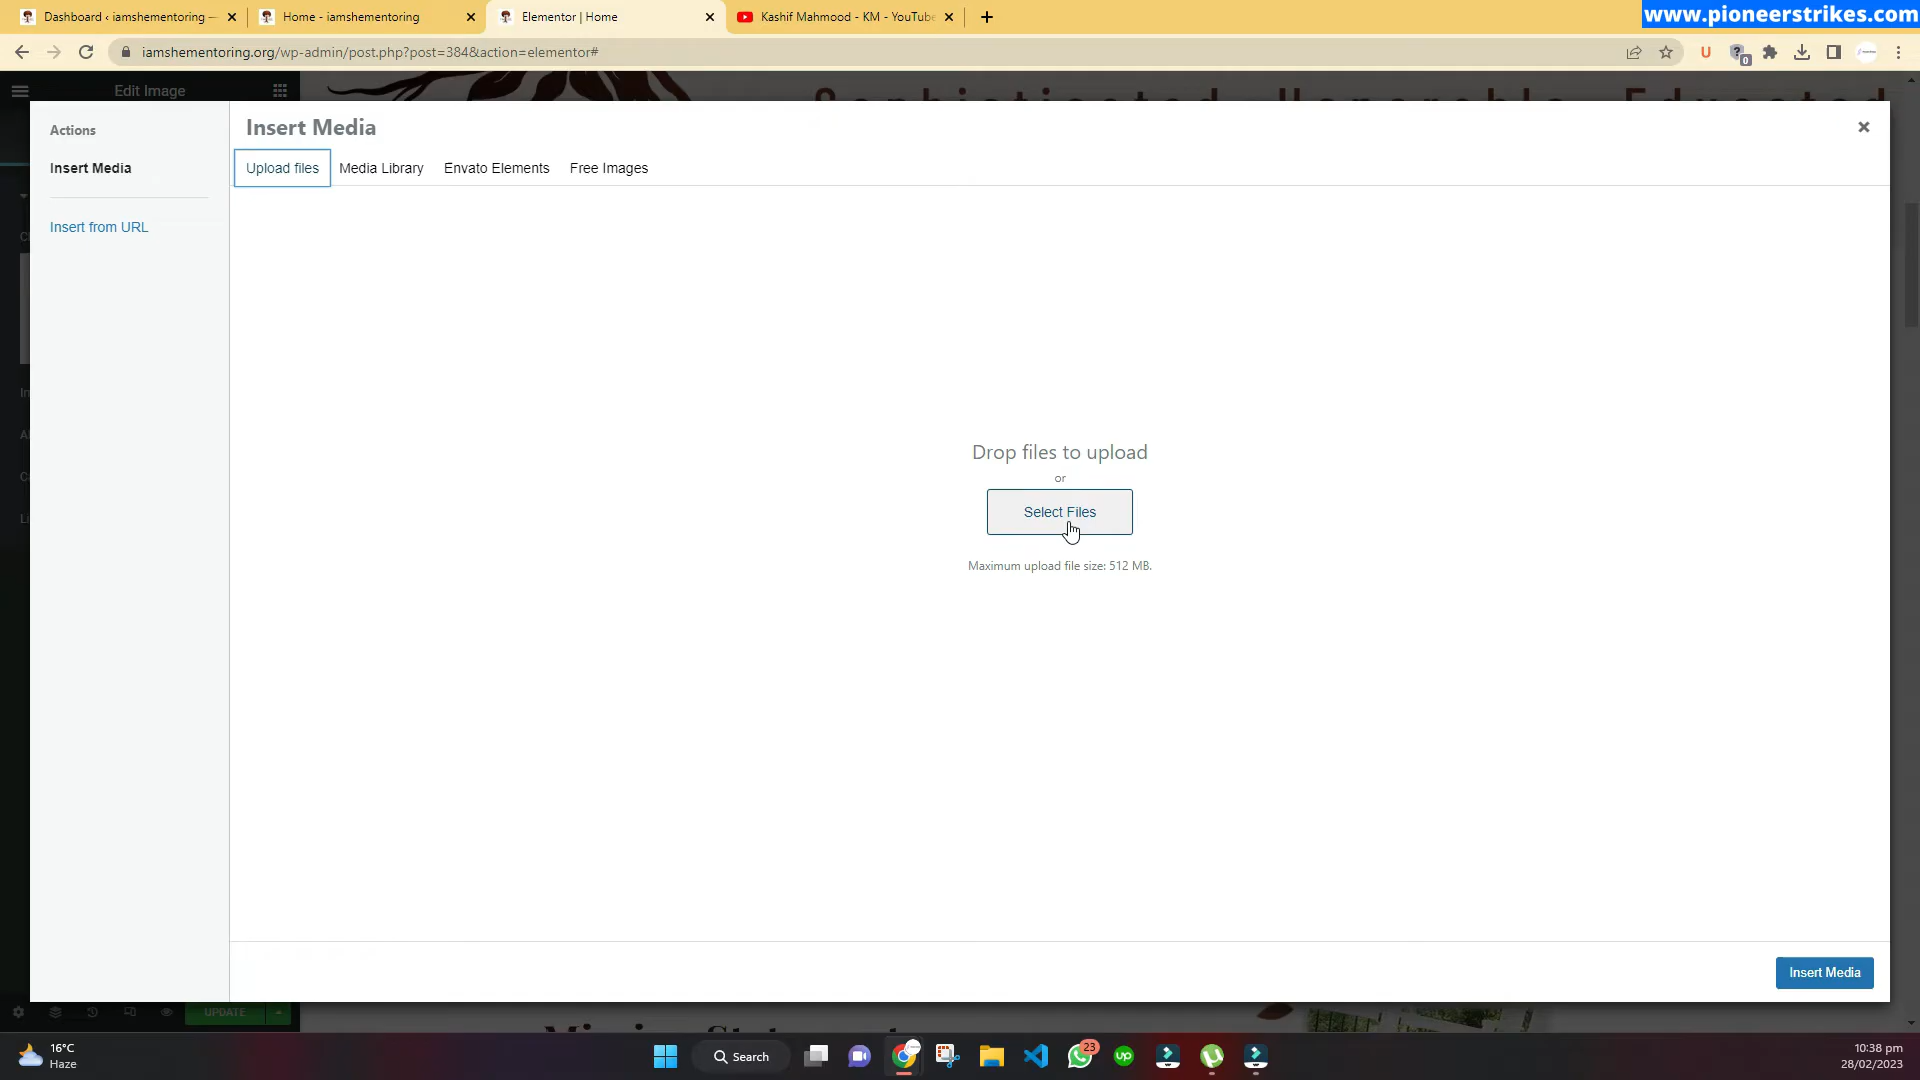 Dashboard ‹ iamshementoring —
Home - iamshementoring
Elementor | Home
Kashif Mahmood - KM - YouTube
www.pioneerstrikes.com
iamshementoring.org/wp-admin/post.php?post=384&action=elementor#
U
0
Edit Image
Actions
Insert Media
Insert from URL
Insert Media
Upload files
Media Library
Envato Elements
Free Images
Drop files to upload
or
Select Files
Maximum upload file size: 512 MB.
Insert Media
UPDATE
16°C
Haze
Search
23
up
10:38 pm
28/02/2023